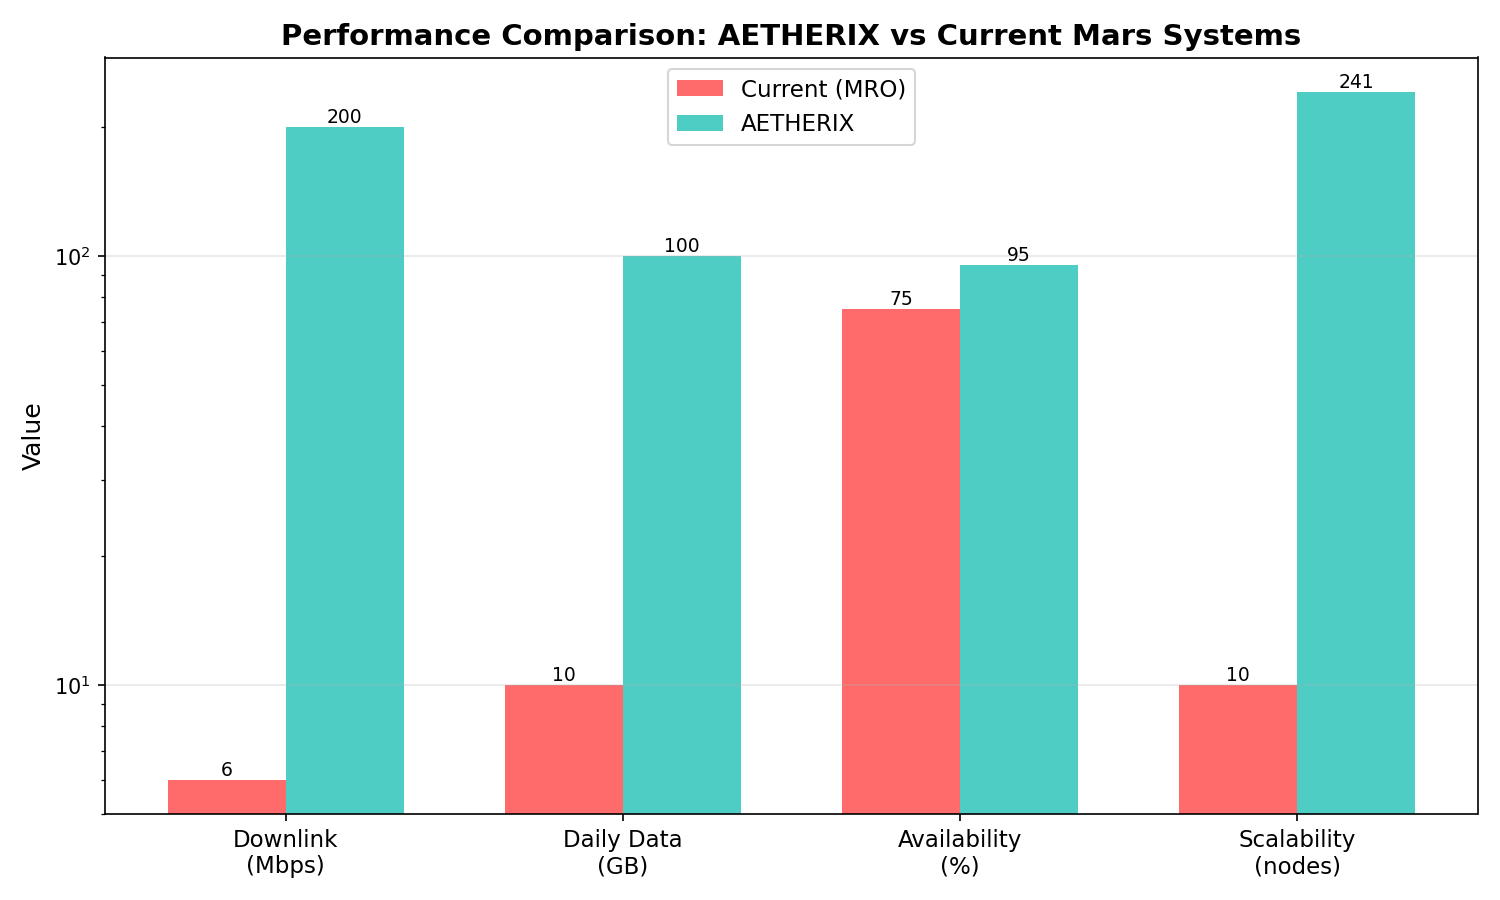 Performance Comparison: AETHERIX vs Current Mars Systems
Current (MRO)
AETHERIX
Value
10²
10¹
6
200
10
100
75
95
10
241
Downlink
(Mbps)
Daily Data
(GB)
Availability
(%)
Scalability
(nodes)